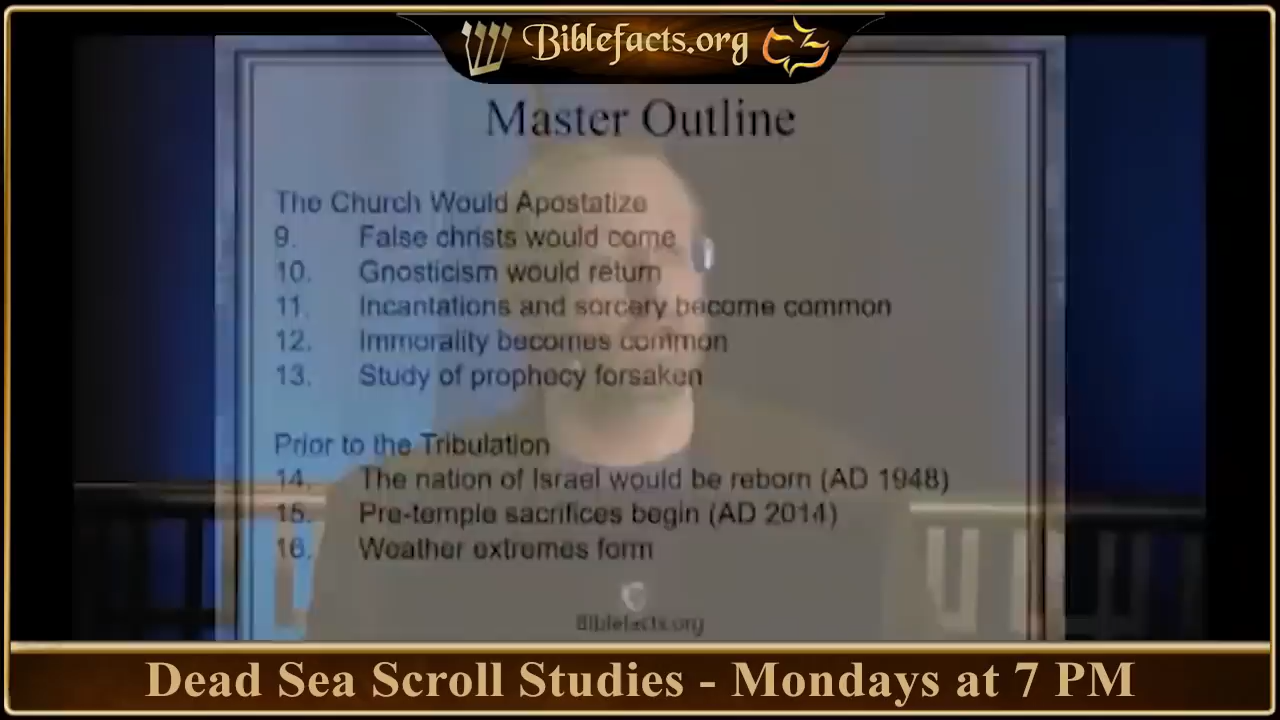 Biblefacts.org
Master Outline
The Church Would Apostatize
9. False christs would come
10. Gnosticism would return
11. Incantations and sorcery become common
12. Immorality becomes common
13. Study of prophecy forsaken
Prior to the Tribulation
14. The nation of Israel would be reborn (AD 1948)
15. Pre-temple sacrifices begin (AD 2014)
16. Weather extremes form
Biblefacts.org
Dead Sea Scroll Studies - Mondays at 7 PM